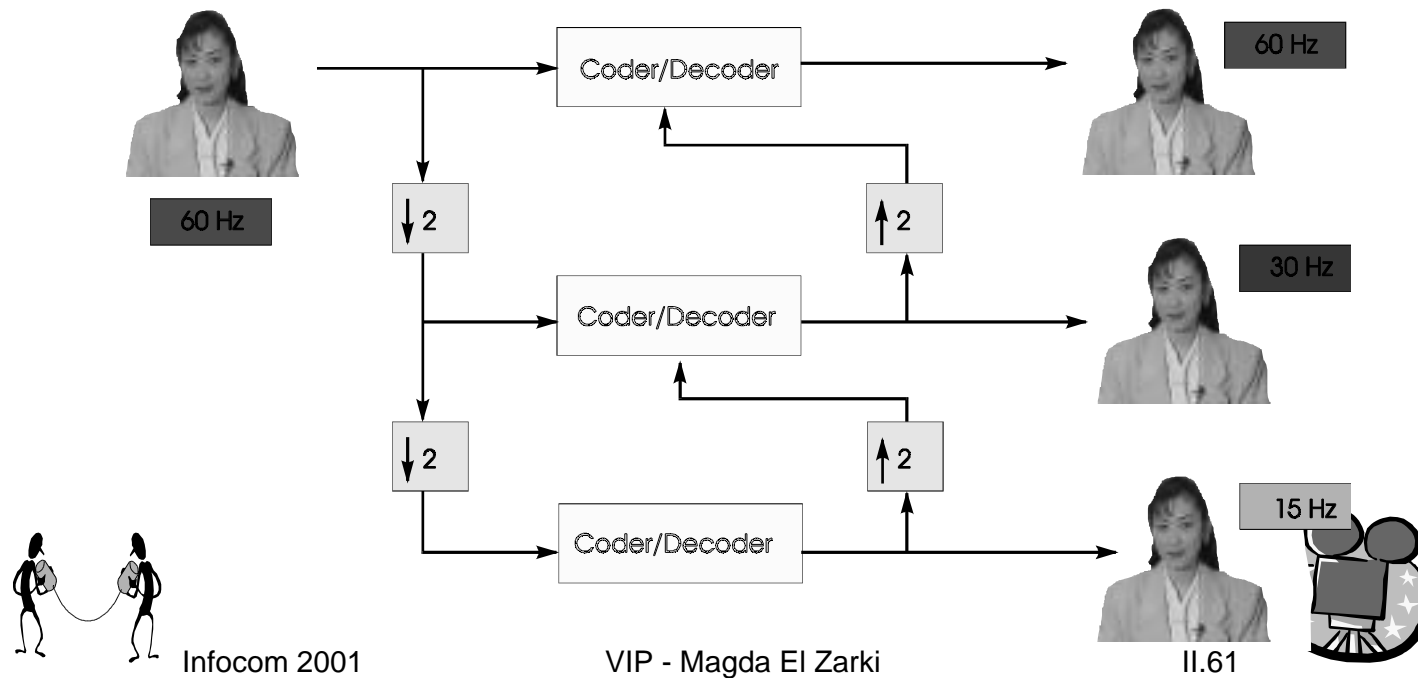 Coder/Decoder
60 Hz
60 Hz
2
2
30 Hz
Coder/Decoder
2
2
15 Hz
Coder/Decoder
Infocom 2001
VIP - Magda El Zarki
II.61